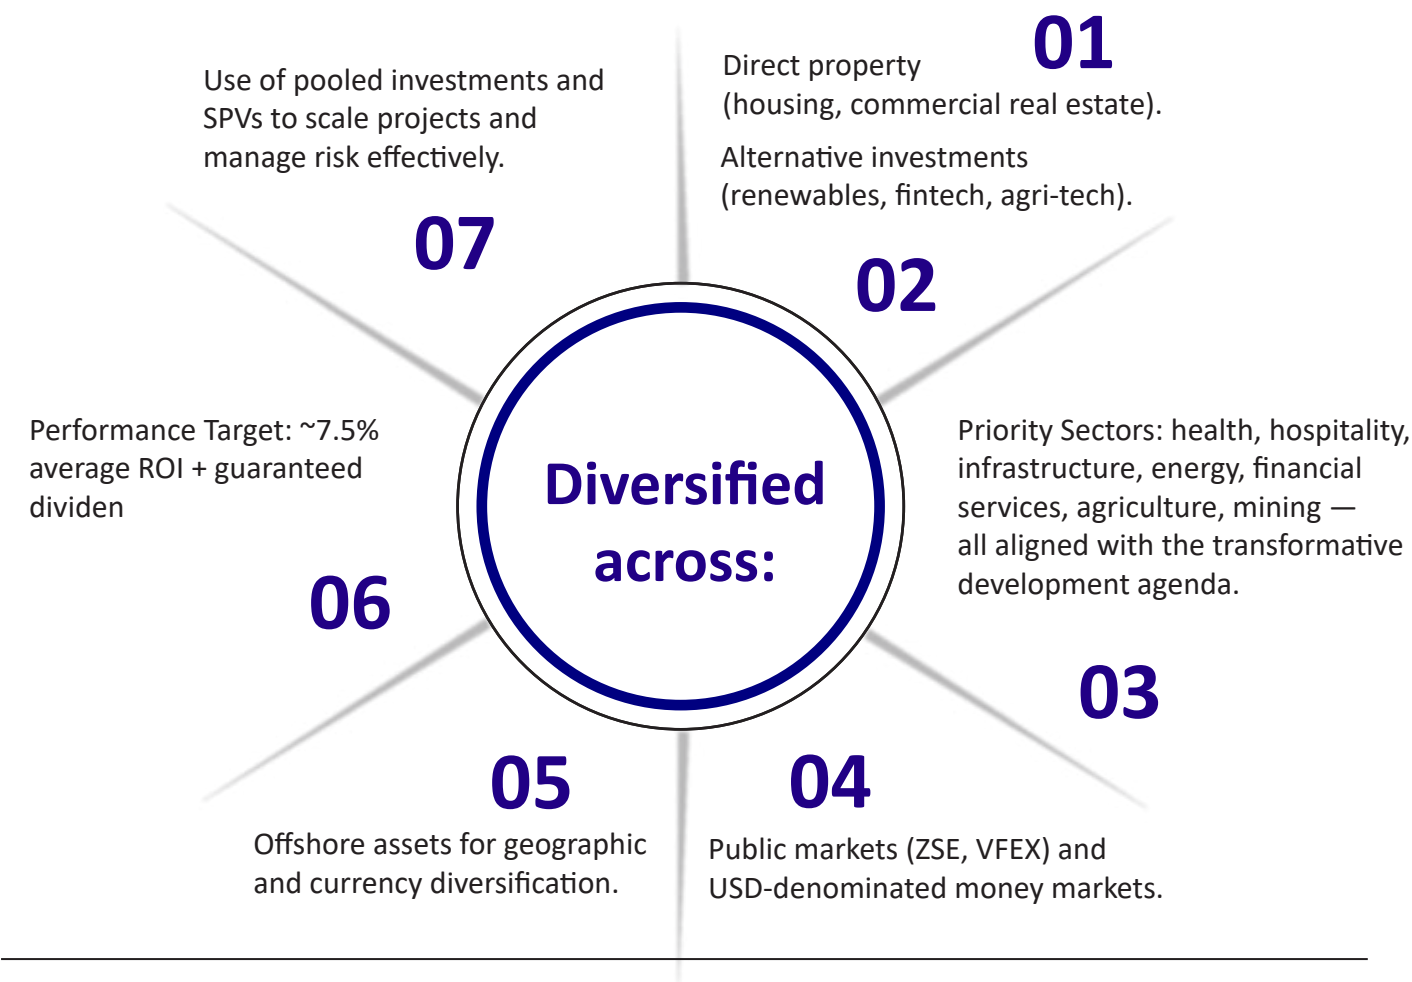 Diversified
across:
01
Direct property
(housing, commercial real estate).
Alternative investments
(renewables, fintech, agri-tech).
02
Priority Sectors: health, hospitality,
infrastructure, energy, financial
services, agriculture, mining —
all aligned with the transformative
development agenda.
03
04
Public markets (ZSE, VFEX) and
USD-denominated money markets.
05
Offshore assets for geographic
and currency diversification.
Performance Target: ~7.5%
average ROI + guaranteed
dividen
06
Use of pooled investments and
SPVs to scale projects and
manage risk effectively.
07